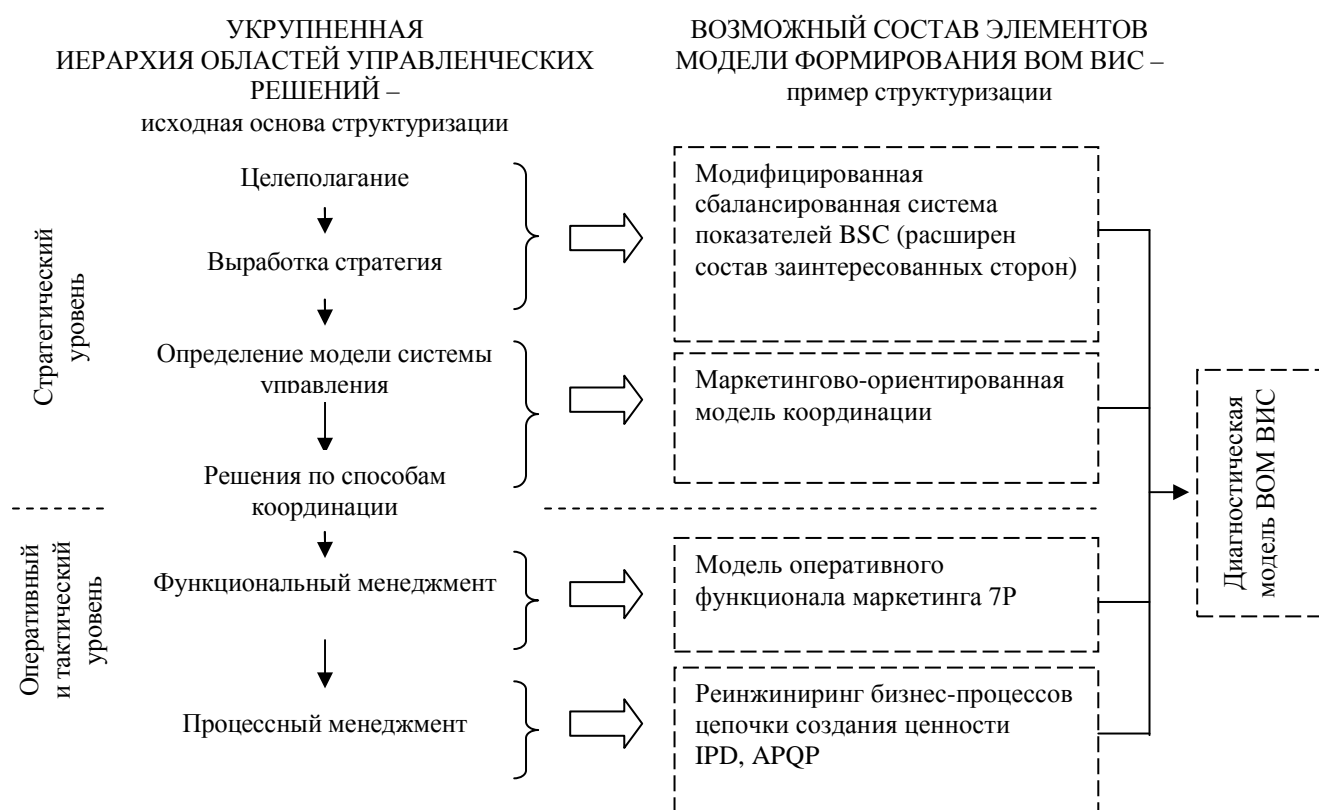 УКРУПНЕННАЯ
ИЕРАРХИЯ ОБЛАСТЕЙ УПРАВЛЕНЧЕСКИХ
РЕШЕНИЙ –
исходная основа структуризации
ВОЗМОЖНЫЙ СОСТАВ ЭЛЕМЕНТОВ
МОДЕЛИ ФОРМИРОВАНИЯ ВОМ ВИС –
пример структуризации
Стратегический
уровень
Целеполагание
Выработка стратегия
Определение модели системы
управления
Решения по способам
координации
Модифицированная
сбалансированная система
показателей BSC (расширен
состав заинтересованных сторон)
Маркетингово-ориентированная
модель координации
Оперативный
и тактический
уровень
Функциональный менеджмент
Процессный менеджмент
Модель оперативного
функционала маркетинга 7Р
Реинжиниринг бизнес-процессов
цепочки создания ценности
IPD, APQP
Диагностическая
модель ВОМ ВИС